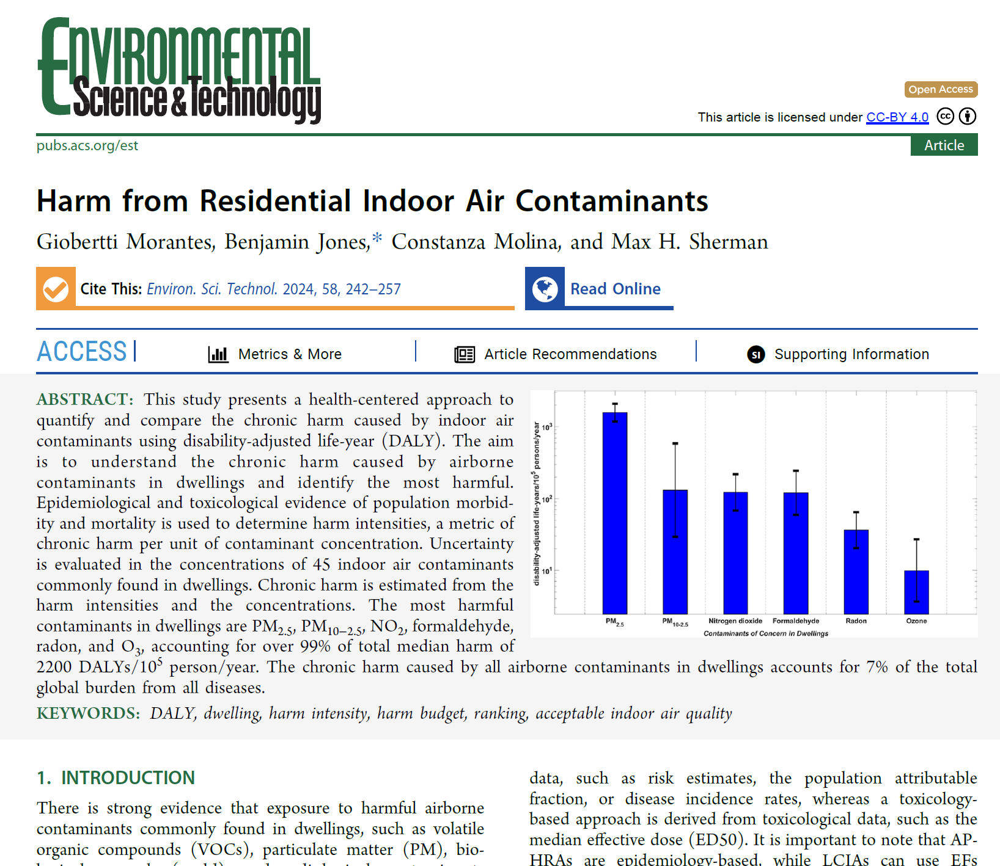 ENVIRONMENTAL
Science & Technology
Open Access
This article is licensed under CC-BY 4.0
cc
pubs.acs.org/est
Article
Harm from Residential Indoor Air Contaminants
Giobertti Morantes, Benjamin Jones,* Constanza Molina, and Max H. Sherman
Cite This: Environ. Sci. Technol. 2024, 58, 242–257
Read Online
ACCESS
Metrics & More
Article Recommendations
SI Supporting Information
ABSTRACT: This study presents a health-centered approach to
quantify and compare the chronic harm caused by indoor air
contaminants using disability-adjusted life-year (DALY). The aim
is to understand the chronic harm caused by airborne
contaminants in dwellings and identify the most harmful.
Epidemiological and toxicological evidence of population morbid-
ity and mortality is used to determine harm intensities, a metric of
chronic harm per unit of contaminant concentration. Uncertainty
is evaluated in the concentrations of 45 indoor air contaminants
commonly found in dwellings. Chronic harm is estimated from the
harm intensities and the concentrations. The most harmful
contaminants in dwellings are PM2.5, PM10−2.5, NO2, formaldehyde,
radon, and O3, accounting for over 99% of total median harm of
2200 DALYs/10^5 person/year. The chronic harm caused by all airborne contaminants in dwellings accounts for 7% of the total
global burden from all diseases.
disability-adjusted life-years/10^5 persons/year
10^3
10^2
10^1
PM2.5
PM10-2.5
Nitrogen dioxide
Formaldehyde
Radon
Ozone
Contaminants of Concern in Dwellings
KEYWORDS: DALY, dwelling, harm intensity, harm budget, ranking, acceptable indoor air quality
1. INTRODUCTION
There is strong evidence that exposure to harmful airborne
contaminants commonly found in dwellings, such as volatile
organic compounds (VOCs), particulate matter (PM), bio-
data, such as risk estimates, the population attributable
fraction, or disease incidence rates, whereas a toxicology-
based approach is derived from toxicological data, such as the
median effective dose (ED50). It is important to note that AP-
HRAs are epidemiology-based, while LCIAs can use EFs